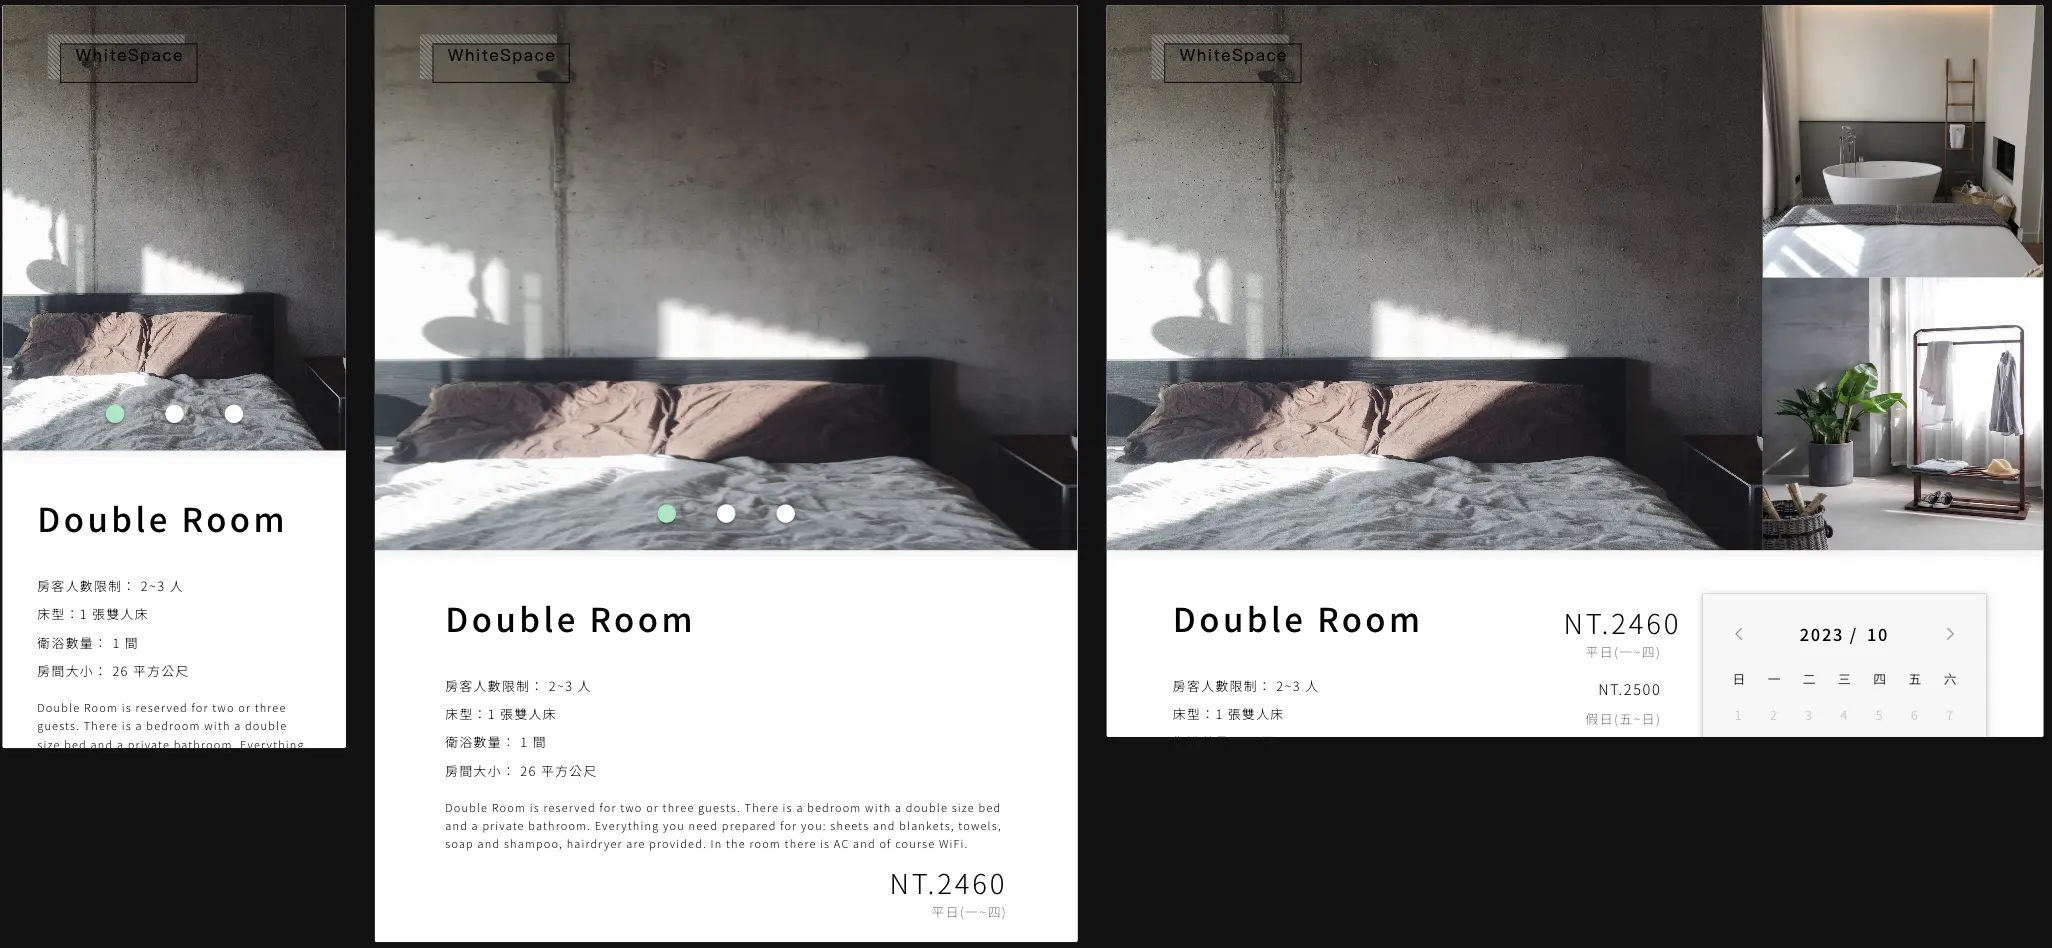 WhiteSpace
Double Room
房客人數限制： 2~3 人
床型：1 張雙人床
衛浴數量： 1 間
房間大小： 26 平方公尺
Double Room is reserved for two or three
guests. There is a bedroom with a double
size bed and a private bathroom. Everything
WhiteSpace
Double Room
房客人數限制： 2~3 人
床型：1 張雙人床
衛浴數量： 1 間
房間大小： 26 平方公尺
Double Room is reserved for two or three guests. There is a bedroom with a double size bed
and a private bathroom. Everything you need prepared for you: sheets and blankets, towels,
soap and shampoo, hairdryer are provided. In the room there is AC and of course WiFi.
NT.2460
平日(一~四)
WhiteSpace
Double Room
房客人數限制： 2~3 人
床型：1 張雙人床
NT.2460
平日(一~四)
NT.2500
假日(五~日)
2023 / 10
日 一 二 三 四 五 六
1 2 3 4 5 6 7